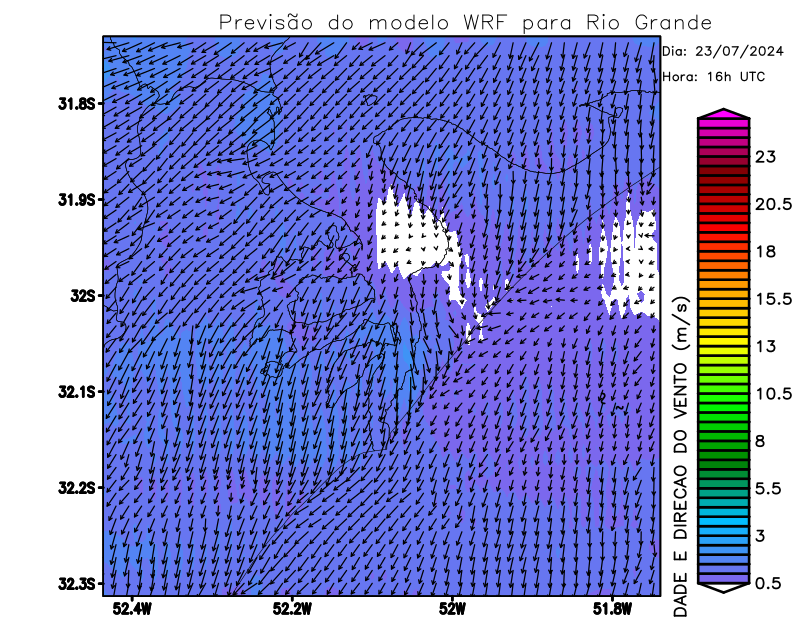 Previsão do modelo WRF para Rio Grande
Dia: 23/07/2024
Hora: 16h UTC
31.8S
31.9S
32S
32.1S
32.2S
32.3S
52.4W
52.2W
52W
51.8W
23
20.5
18
15.5
13
10.5
8
5.5
3
0.5
DADE E DIRECAO DO VENTO (m/s)